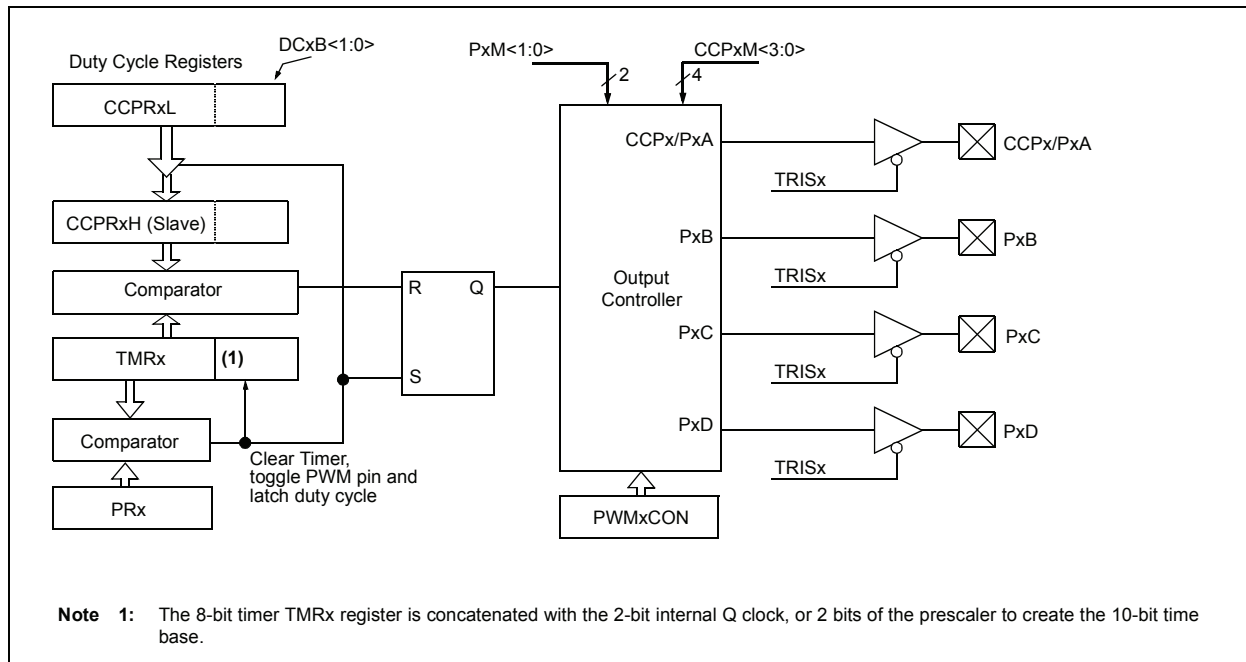 Duty Cycle Registers
DCxB<1:0>
CCPRxL
CCPRxH (Slave)
Comparator
TMRx
(1)
Comparator
PRx
Clear Timer,
toggle PWM pin and
latch duty cycle
R
Q
S
PxM<1:0>
2
CCPxM<3:0>
4
Output
Controller
CCPx/PxA
PxB
PxC
PxD
PWMxCON
TRISx
CCPx/PxA
TRISx
PxB
TRISx
PxC
TRISx
PxD
Note 1: The 8-bit timer TMRx register is concatenated with the 2-bit internal Q clock, or 2 bits of the prescaler to create the 10-bit time
base.